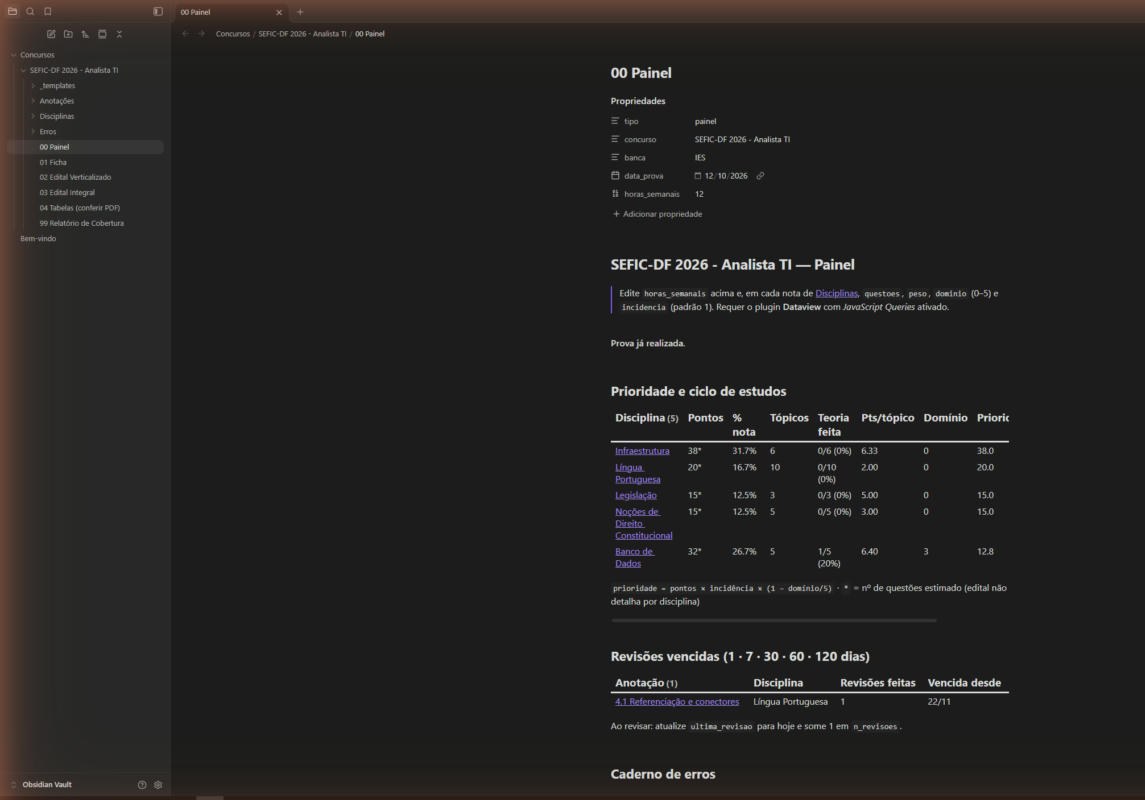 00 Painel
Concursos / SEFIC-DF 2026 - Analista TI / 00 Painel
Concursos
SEFIC-DF 2026 - Analista TI
_templates
Anotações
Disciplinas
Erros
00 Painel
01 Ficha
02 Edital Verticalizado
03 Edital Integral
04 Tabelas (conferir PDF)
99 Relatório de Cobertura
Bem-vindo
Obsidian Vault
00 Painel
Propriedades
tipo painel
concurso SEFIC-DF 2026 - Analista TI
banca IES
data_prova 12/10/2026
horas_semanais 12
+ Adicionar propriedade
SEFIC-DF 2026 - Analista TI — Painel
Edite horas_semanais acima e, em cada nota de Disciplinas, questoes, peso, dominio (0–5) e
incidencia (padrão 1). Requer o plugin Dataview com JavaScript Queries ativado.
Prova já realizada.
Prioridade e ciclo de estudos
Disciplina (5) Pontos % nota Tópicos Teoria feita Pts/tópico Domínio Priorid
Infraestrutura 38* 31.7% 6 0/6 (0%) 6.33 0 38.0
Língua Portuguesa 20* 16.7% 10 0/10 (0%) 2.00 0 20.0
Legislação 15* 12.5% 3 0/3 (0%) 5.00 0 15.0
Noções de Direito Constitucional 15* 12.5% 5 0/5 (0%) 3.00 0 15.0
Banco de Dados 32* 26.7% 5 1/5 (20%) 6.40 3 12.8
prioridade = pontos × incidência × (1 − domínio/5) · * = nº de questões estimado (edital não
detalha por disciplina)
Revisões vencidas (1 · 7 · 30 · 60 · 120 dias)
Anotação (1) Disciplina Revisões feitas Vencida desde
4.1 Referenciação e conectores Língua Portuguesa 1 22/11
Ao revisar: atualize ultima_revisao para hoje e some 1 em n_revisoes.
Caderno de erros